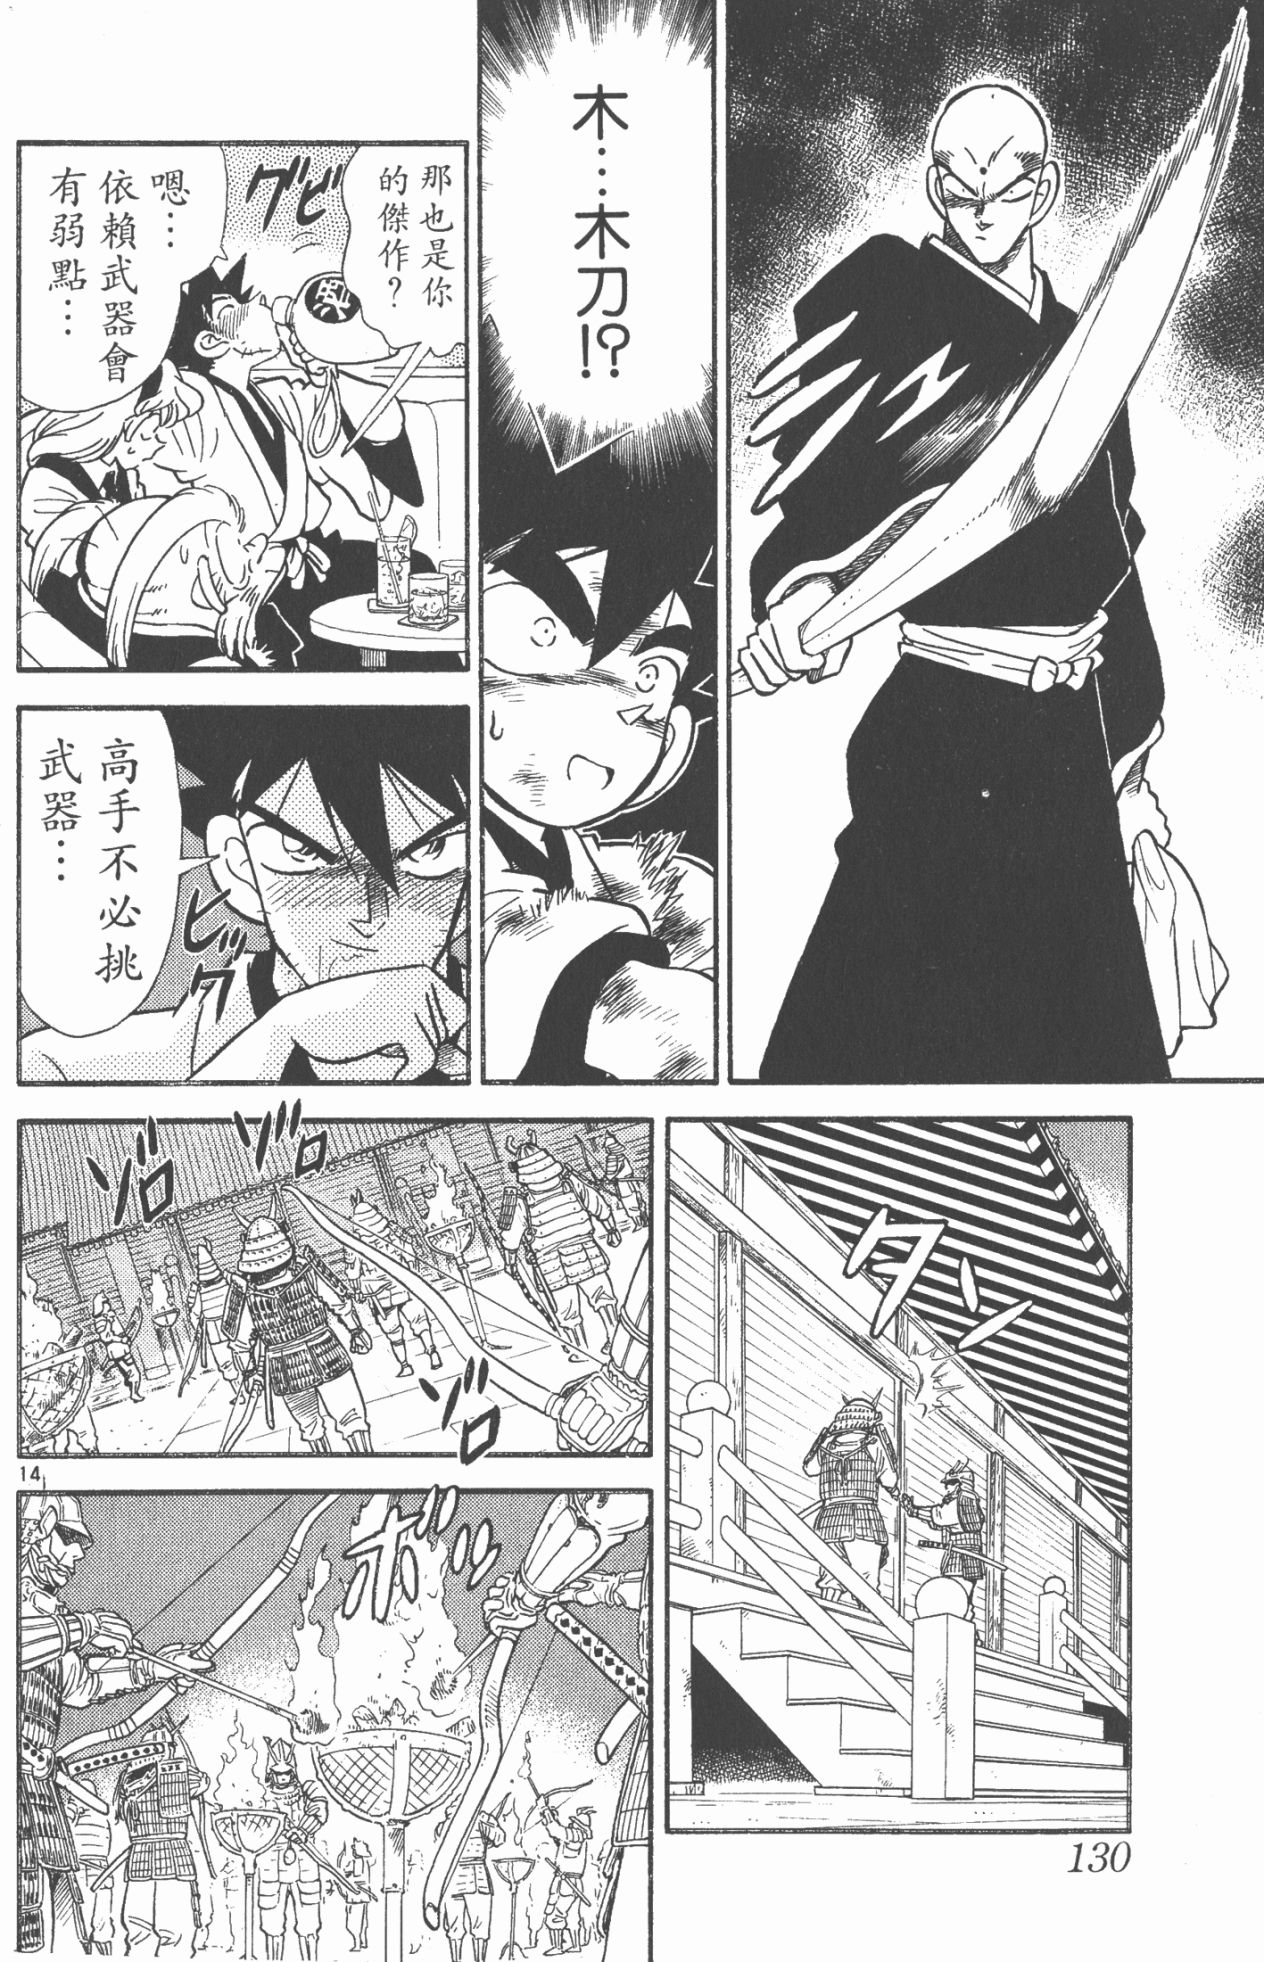 木…木刀!?
那也是你
的傑作？
グビ
嗯…
依賴武器會
有弱點…
高手不必挑
武器…
ヒック
タン
ゾロ
ゾロ
ゾロ
ボッ
14
130